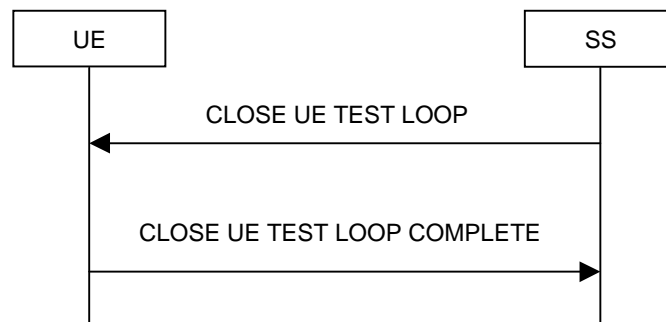 UE
SS
CLOSE UE TEST LOOP
CLOSE UE TEST LOOP COMPLETE